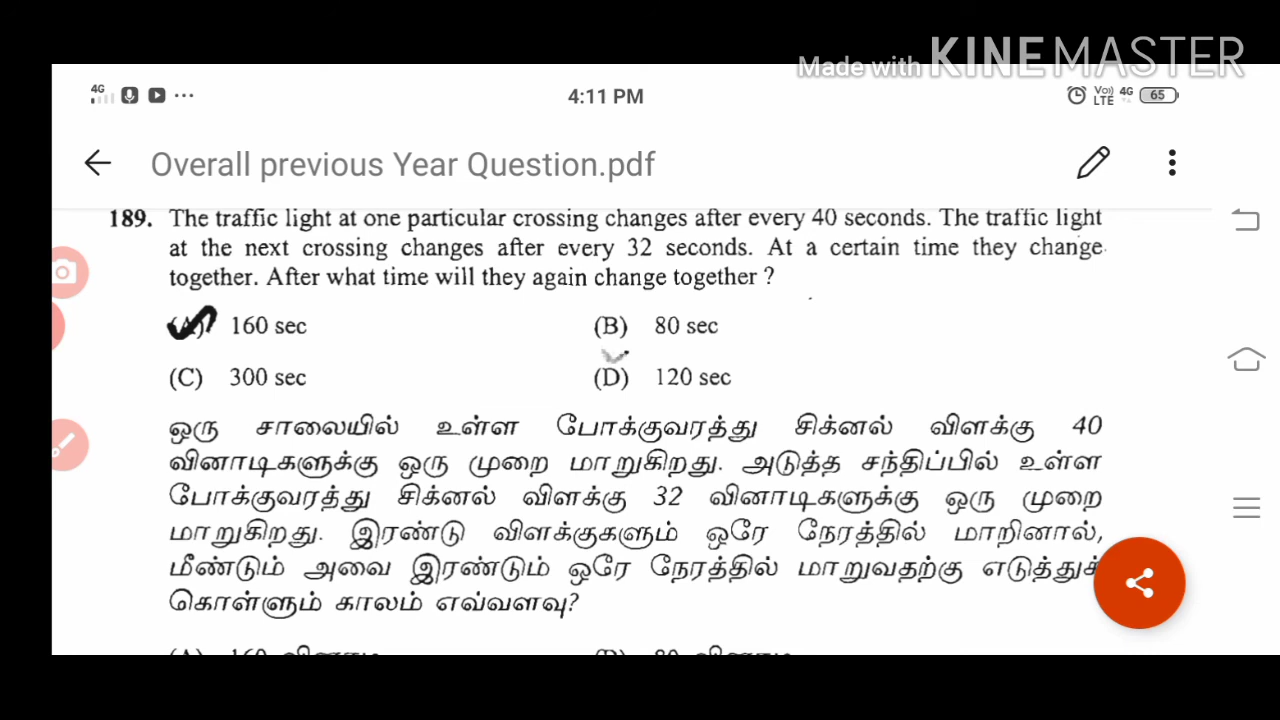 Made with KINEMASTER
4G ··· 4:11 PM Vo) LTE 4G 65
Overall previous Year Question.pdf
189. The traffic light at one particular crossing changes after every 40 seconds. The traffic light
at the next crossing changes after every 32 seconds. At a certain time they change
together. After what time will they again change together ?
(A) 160 sec (B) 80 sec
(C) 300 sec (D) 120 sec
ஒரு சாலையில் உள்ள போக்குவரத்து சிக்னல் விளக்கு 40
வினாடிகளுக்கு ஒரு முறை மாறுகிறது. அடுத்த சந்திப்பில் உள்ள
போக்குவரத்து சிக்னல் விளக்கு 32 வினாடிகளுக்கு ஒரு முறை
மாறுகிறது. இரண்டு விளக்குகளும் ஒரே நேரத்தில் மாறினால்,
மீண்டும் அவை இரண்டும் ஒரே நேரத்தில் மாறுவதற்கு எடுத்துக்
கொள்ளும் காலம் எவ்வளவு?
(A) 160 வினாடி (B) 80 வினாடி